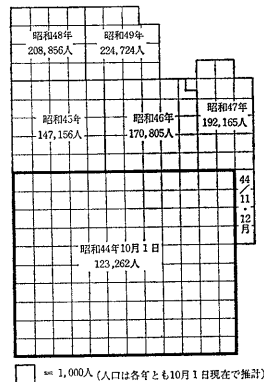 昭和48年 昭和49年
208,856人 224,724人
昭和47年
192,165人
昭和45年 昭和46年
147,156人 170,805人
44/11・12月
昭和44年10月1日
123,262人
= 1,000人 (人口は各年とも10月1日現在で推計)